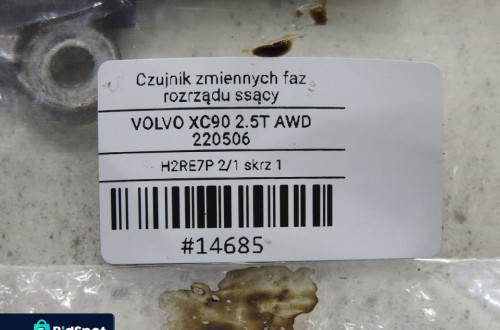 Czujnik zmiennych faz
rozrządu ssący
VOLVO XC90 2.5T AWD
220506
H2RE7P 2/1 skrz 1
#14685